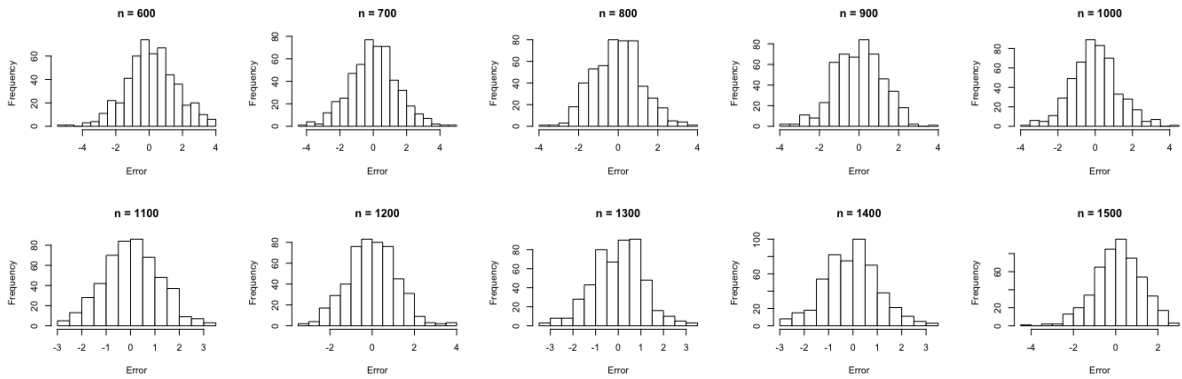 n = 600
Frequency
0 20 40 60
-4 -2 0 2 4
Error
n = 700
Frequency
0 20 40 60 80
-4 -2 0 2 4
Error
n = 800
Frequency
0 20 40 60 80
-4 -2 0 2 4
Error
n = 900
Frequency
0 20 40 60 80
-4 -2 0 2 4
Error
n = 1000
Frequency
0 20 40 60 80
-4 -2 0 2 4
Error
n = 1100
Frequency
0 20 40 60 80
-3 -2 -1 0 1 2 3
Error
n = 1200
Frequency
0 20 40 60 80
-2 0 2 4
Error
n = 1300
Frequency
0 20 40 60 80
-3 -2 -1 0 1 2 3
Error
n = 1400
Frequency
0 25 50 75 100
-3 -2 -1 0 1 2 3
Error
n = 1500
Frequency
0 20 40 60 80
-4 -2 0 2
Error